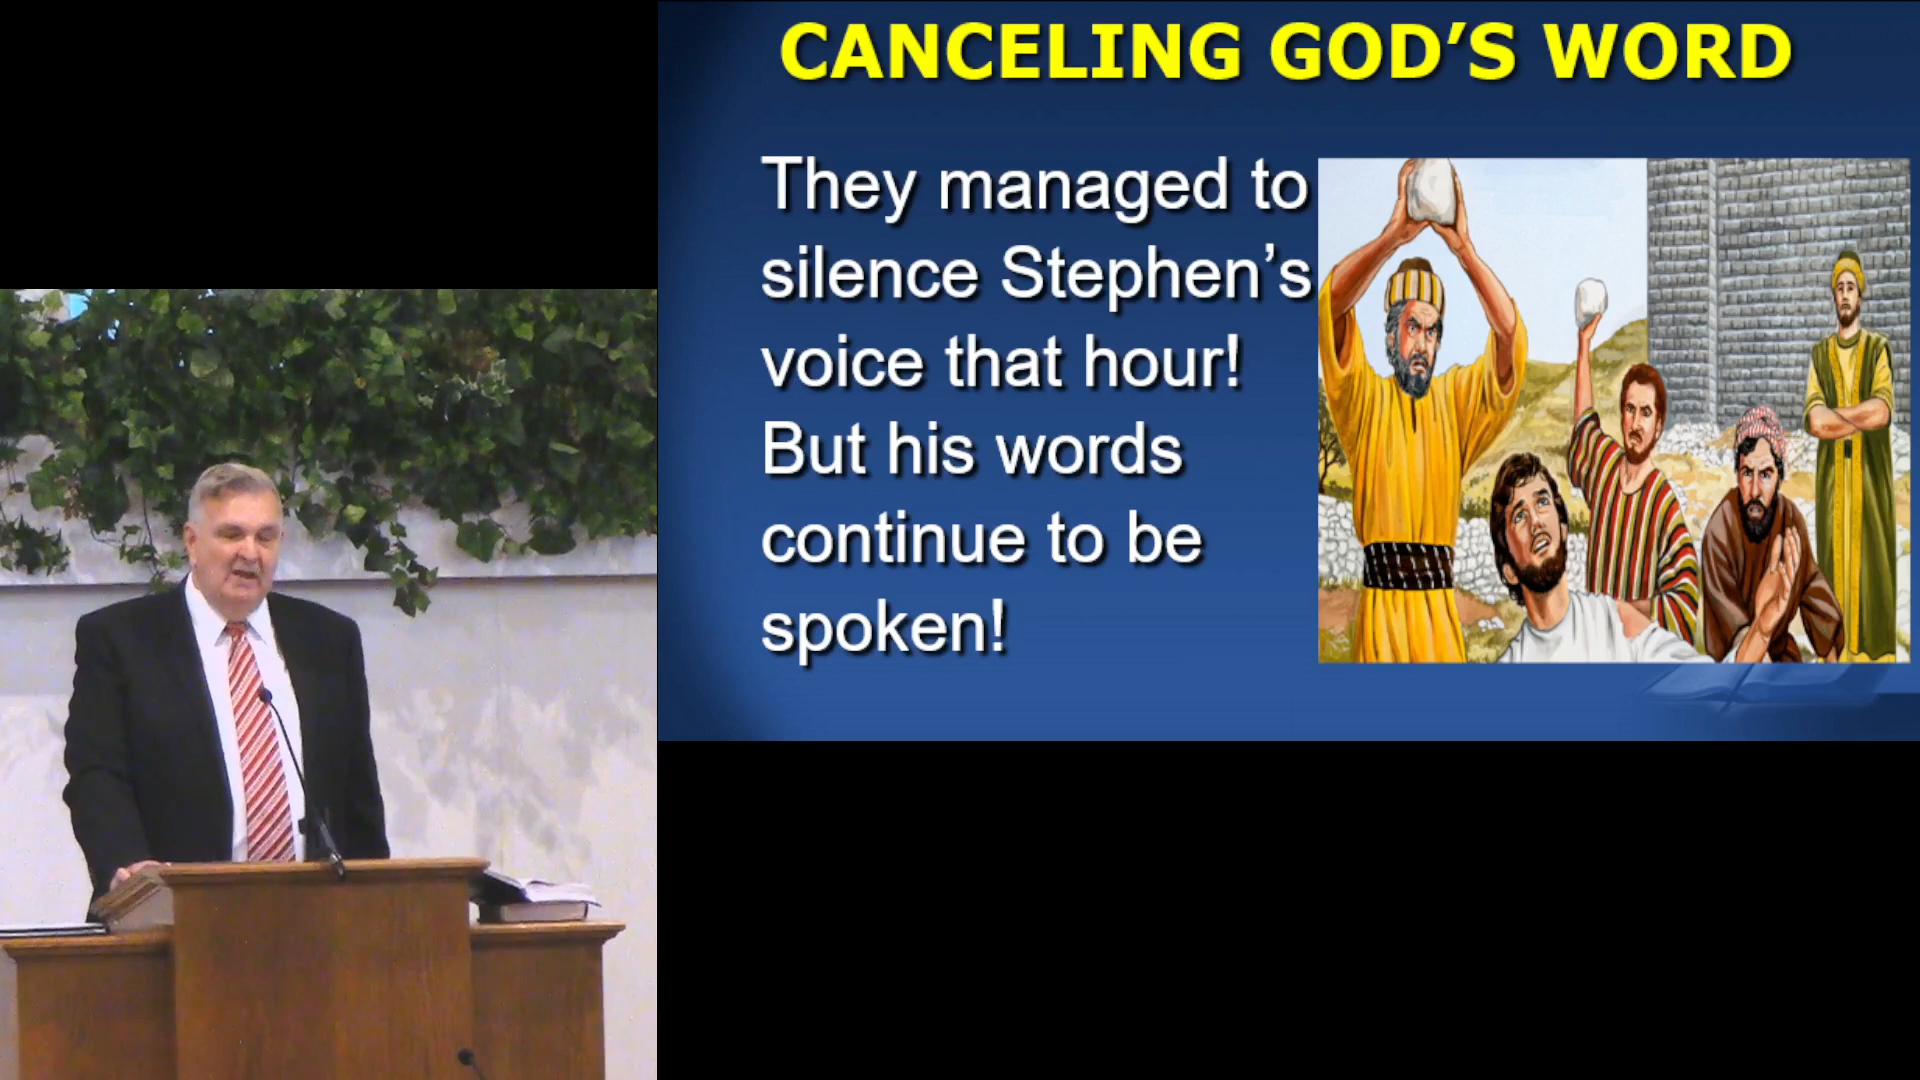 CANCELING GOD’S WORD
They managed to
silence Stephen’s
voice that hour!
But his words
continue to be
spoken!